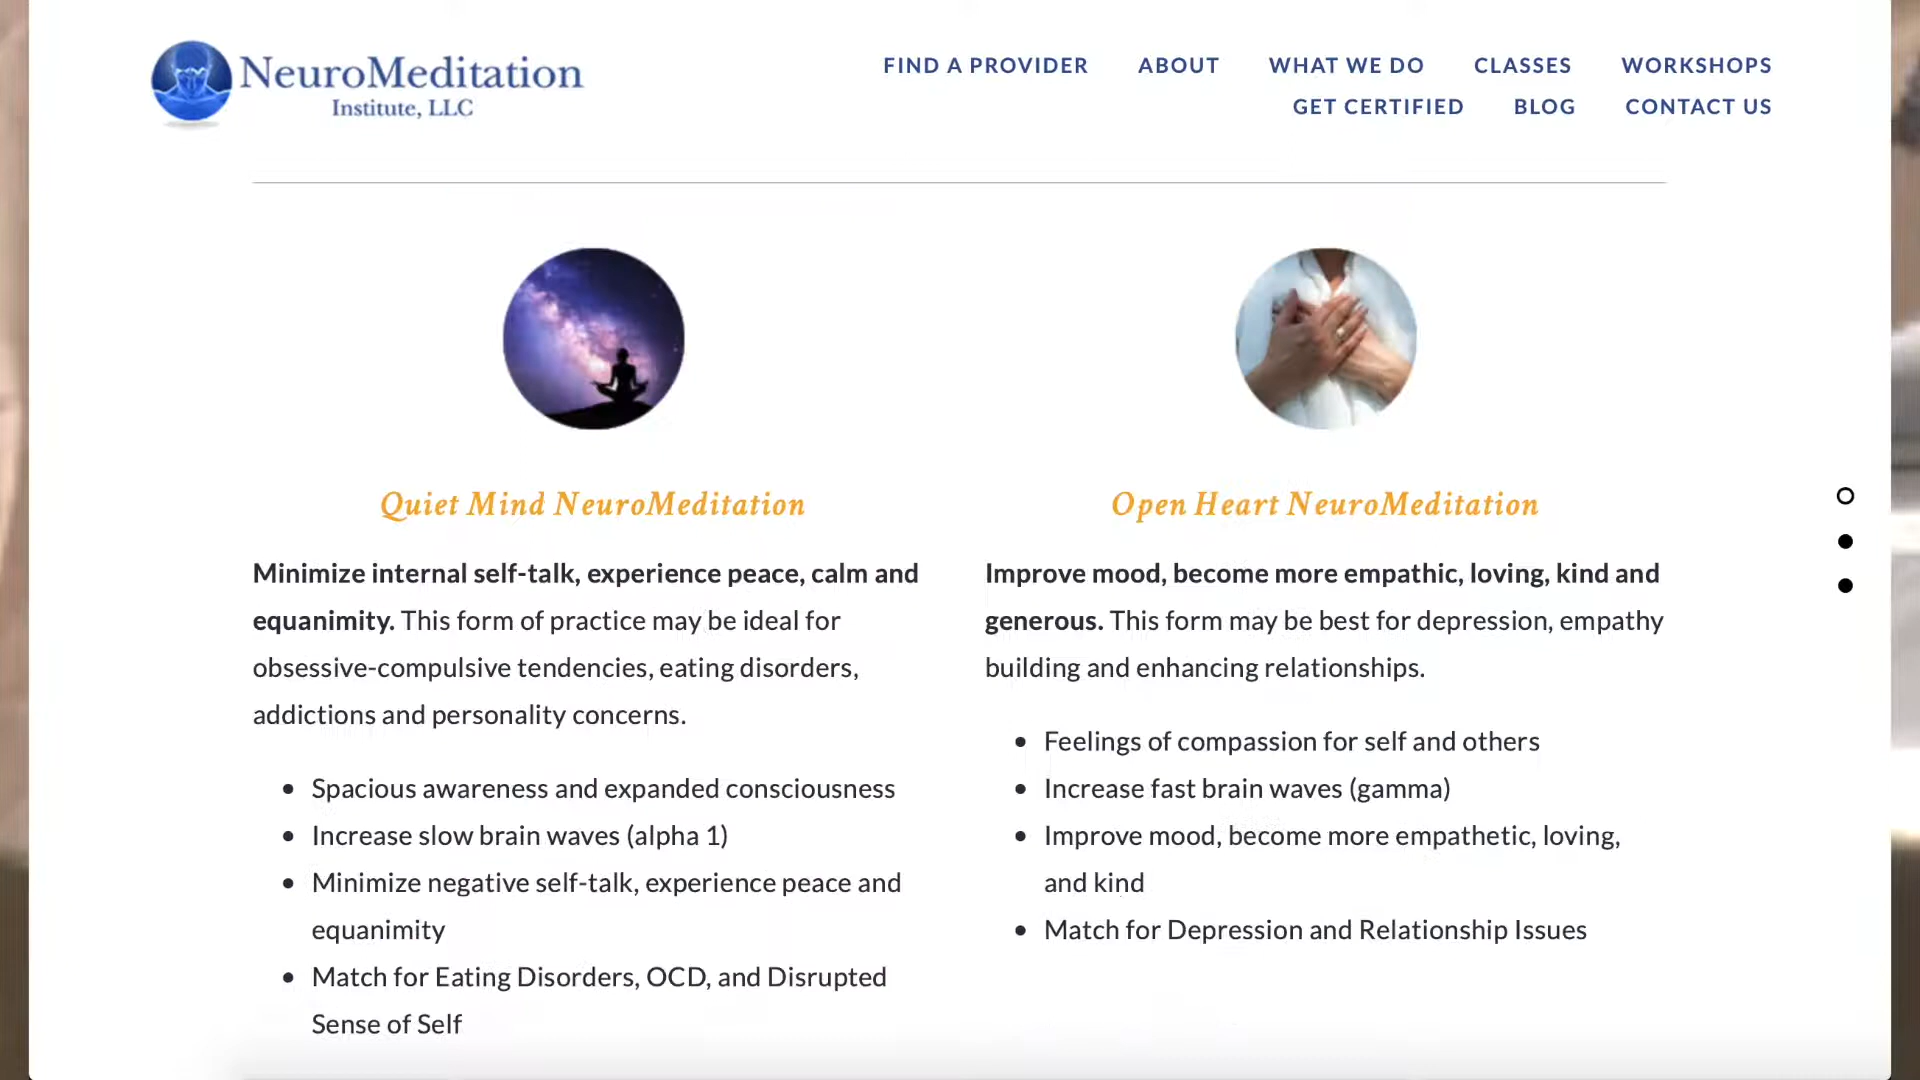 NeuroMeditation
Institute, LLC
FIND A PROVIDER ABOUT WHAT WE DO CLASSES WORKSHOPS
GET CERTIFIED BLOG CONTACT US
Quiet Mind NeuroMeditation
Minimize internal self-talk, experience peace, calm and
equanimity. This form of practice may be ideal for
obsessive-compulsive tendencies, eating disorders,
addictions and personality concerns.
• Spacious awareness and expanded consciousness
• Increase slow brain waves (alpha 1)
• Minimize negative self-talk, experience peace and
equanimity
• Match for Eating Disorders, OCD, and Disrupted
Sense of Self
Open Heart NeuroMeditation
Improve mood, become more empathic, loving, kind and
generous. This form may be best for depression, empathy
building and enhancing relationships.
• Feelings of compassion for self and others
• Increase fast brain waves (gamma)
• Improve mood, become more empathetic, loving,
and kind
• Match for Depression and Relationship Issues